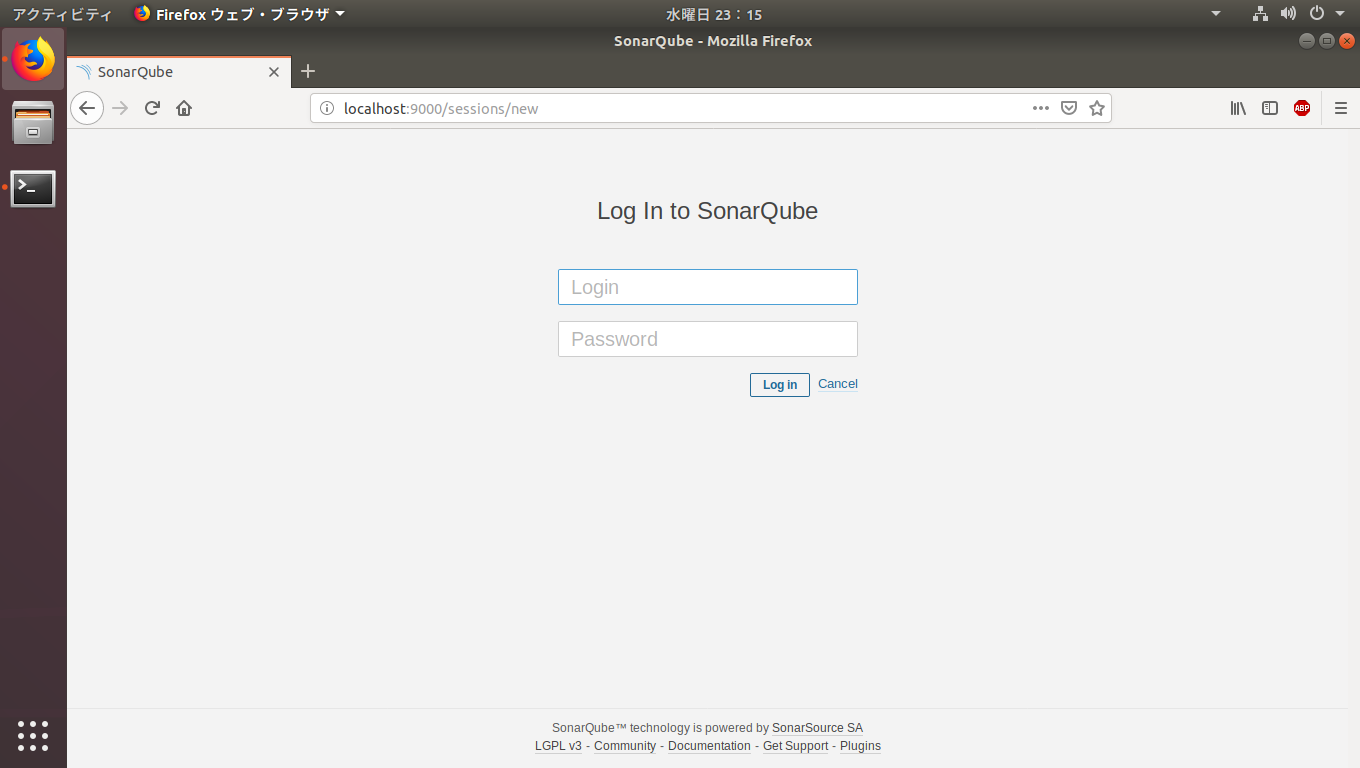 アクティビティ Firefox ウェブ・ブラウザ 水曜日 23：15
SonarQube - Mozilla Firefox
SonarQube
localhost:9000/sessions/new
ABP
Log In to SonarQube
Login
Password
Log in Cancel
SonarQube™ technology is powered by SonarSource SA
LGPL v3 - Community - Documentation - Get Support - Plugins